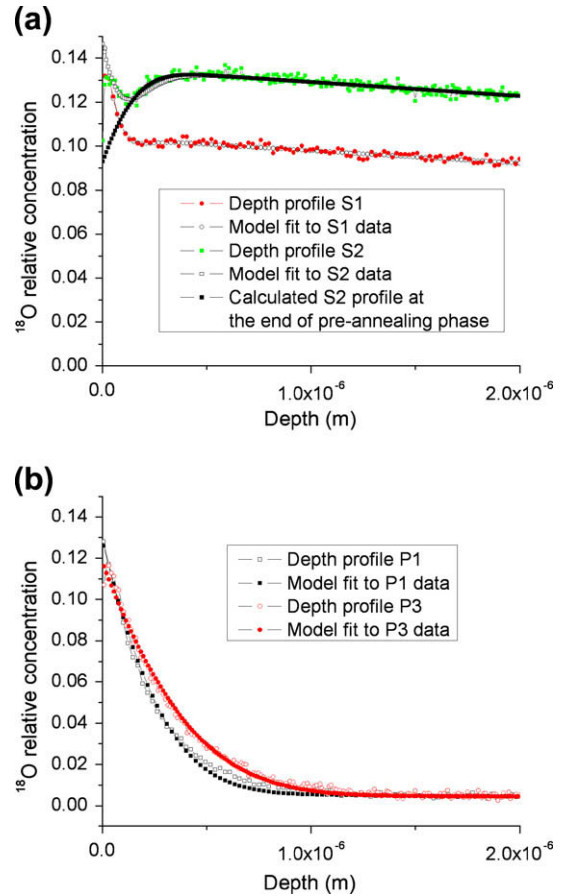 (a)
0.14
0.12
0.10
0.08
0.06
0.04
0.02
0.00
¹⁸O relative concentration
Depth profile S1
Model fit to S1 data
Depth profile S2
Model fit to S2 data
Calculated S2 profile at
the end of pre-annealing phase
0.0
1.0x10⁻⁶
2.0x10⁻⁶
Depth (m)
(b)
0.14
0.12
0.10
0.08
0.06
0.04
0.02
0.00
¹⁸O relative concentration
Depth profile P1
Model fit to P1 data
Depth profile P3
Model fit to P3 data
0.0
1.0x10⁻⁶
2.0x10⁻⁶
Depth (m)